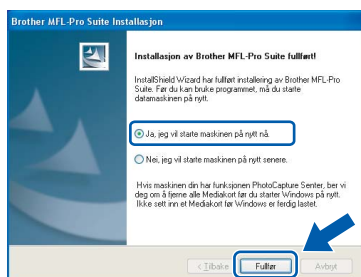 Brother MFL-Pro Suite Installasjon
Installasjon av Brother MFL-Pro Suite fullført!
InstallShield Wizard har fullført installering av Brother MFL-Pro
Suite. Før du kan bruke programmet, må du starte
datamaskinen på nytt.
Ja, jeg vil starte maskinen på nytt nå.
Nei, jeg vil starte maskinen på nytt senere.
Hvis maskinen din har funksjonen PhotoCapture Senter, ber vi
deg om å fjerne alle Mediakort før du starter Windows på nytt.
Ikke sett inn et Mediakort før Windows er ferdig lastet.
< Tilbake Fullfør Avbryt